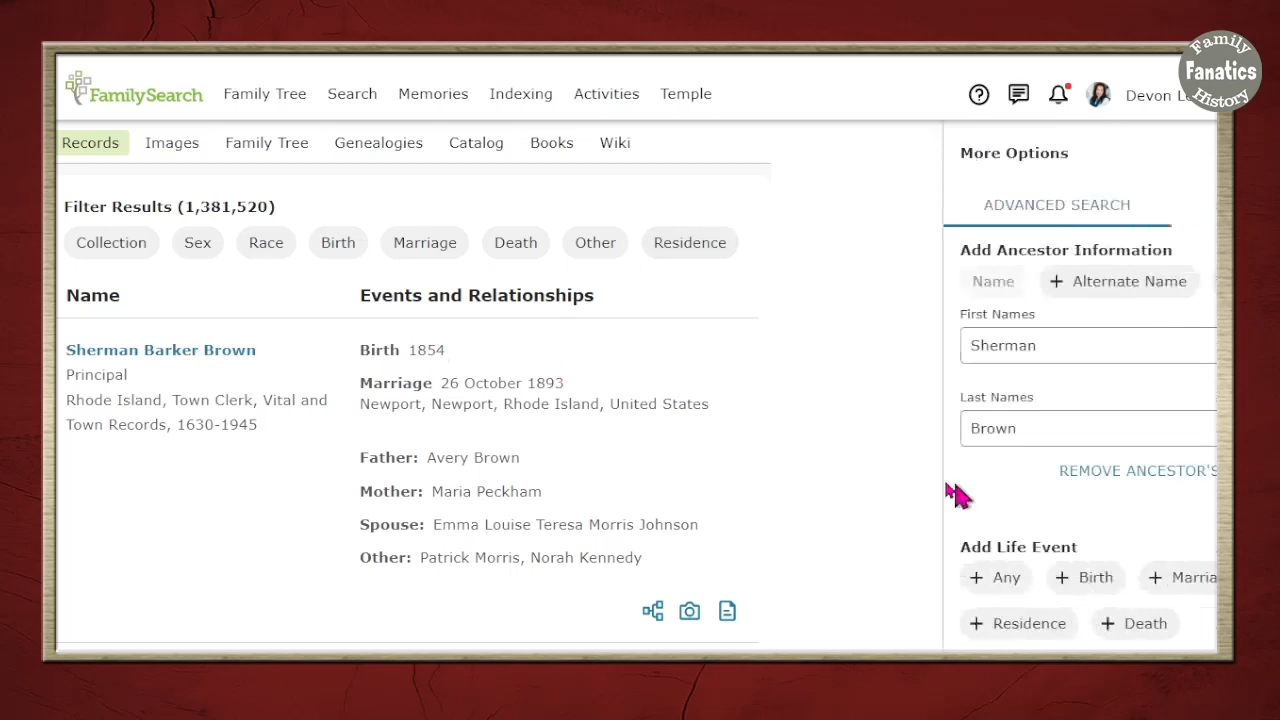 Family
Fanatics
History
FamilySearch Family Tree Search Memories Indexing Activities Temple Devon L
Records Images Family Tree Genealogies Catalog Books Wiki
More Options
ADVANCED SEARCH
Filter Results (1,381,520)
Collection Sex Race Birth Marriage Death Other Residence
Add Ancestor Information
Name + Alternate Name
First Names
Sherman
Last Names
Brown
REMOVE ANCESTOR'S
Add Life Event
+ Any + Birth + Marria
+ Residence + Death
Name Events and Relationships
Sherman Barker Brown
Principal
Rhode Island, Town Clerk, Vital and
Town Records, 1630-1945
Birth 1854
Marriage 26 October 1893
Newport, Newport, Rhode Island, United States
Father: Avery Brown
Mother: Maria Peckham
Spouse: Emma Louise Teresa Morris Johnson
Other: Patrick Morris, Norah Kennedy